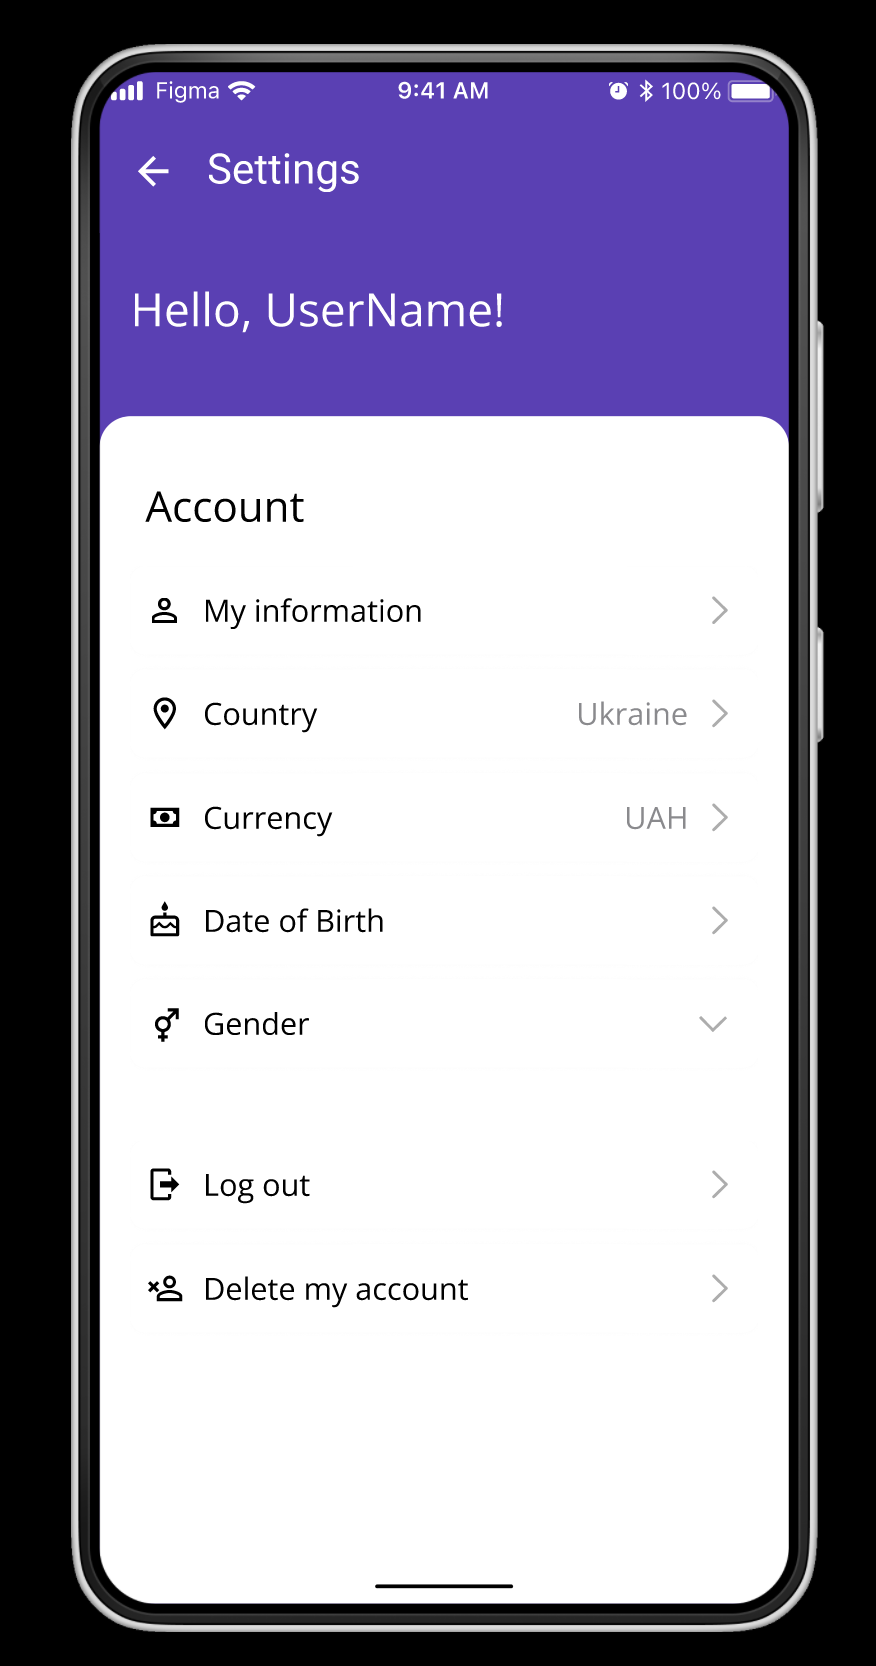 Figma 9:41 AM 100%
Settings
Hello, UserName!
Account
My information
Country Ukraine
Currency UAH
Date of Birth
Gender
Log out
Delete my account